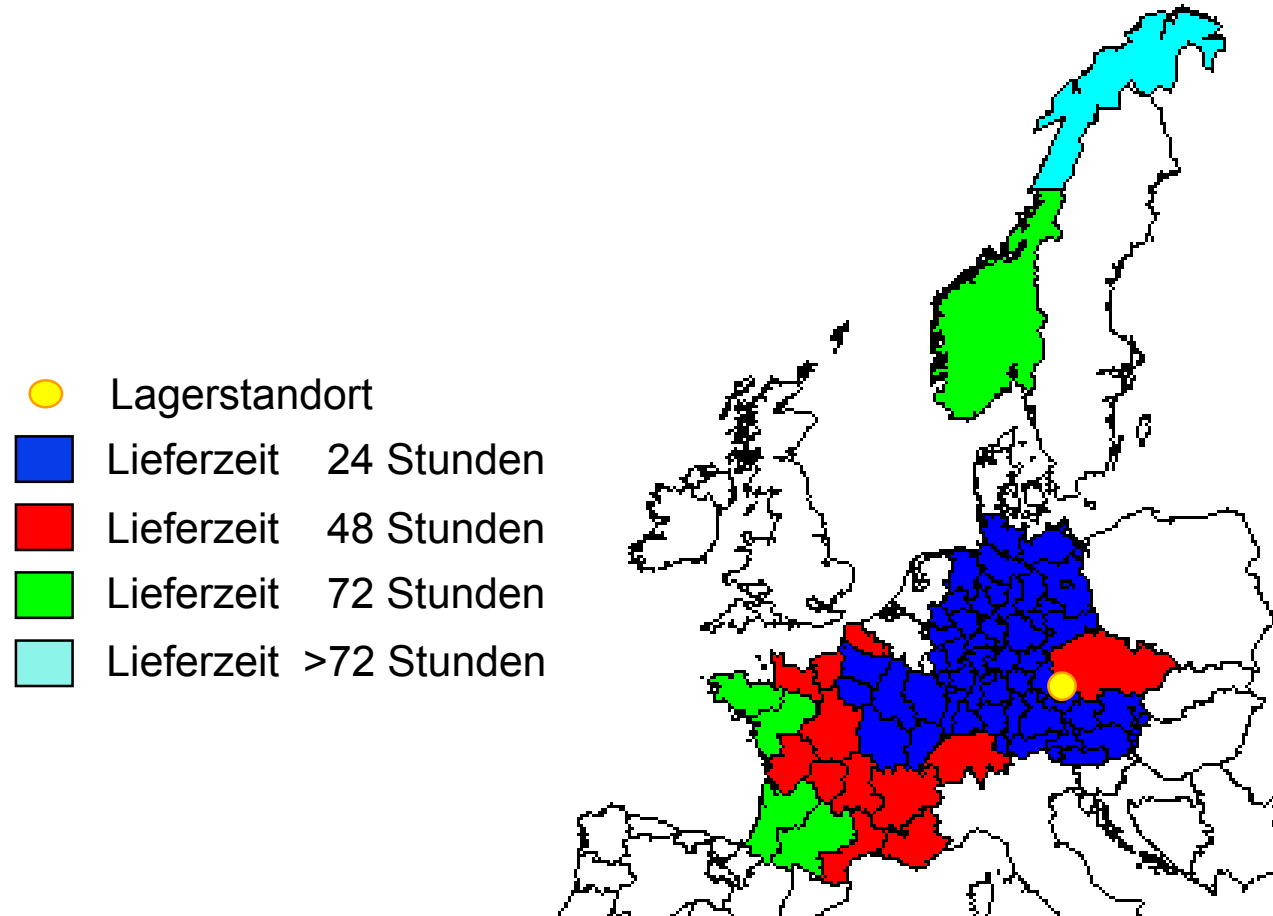 Lagerstandort
Lieferzeit 24 Stunden
Lieferzeit 48 Stunden
Lieferzeit 72 Stunden
Lieferzeit >72 Stunden